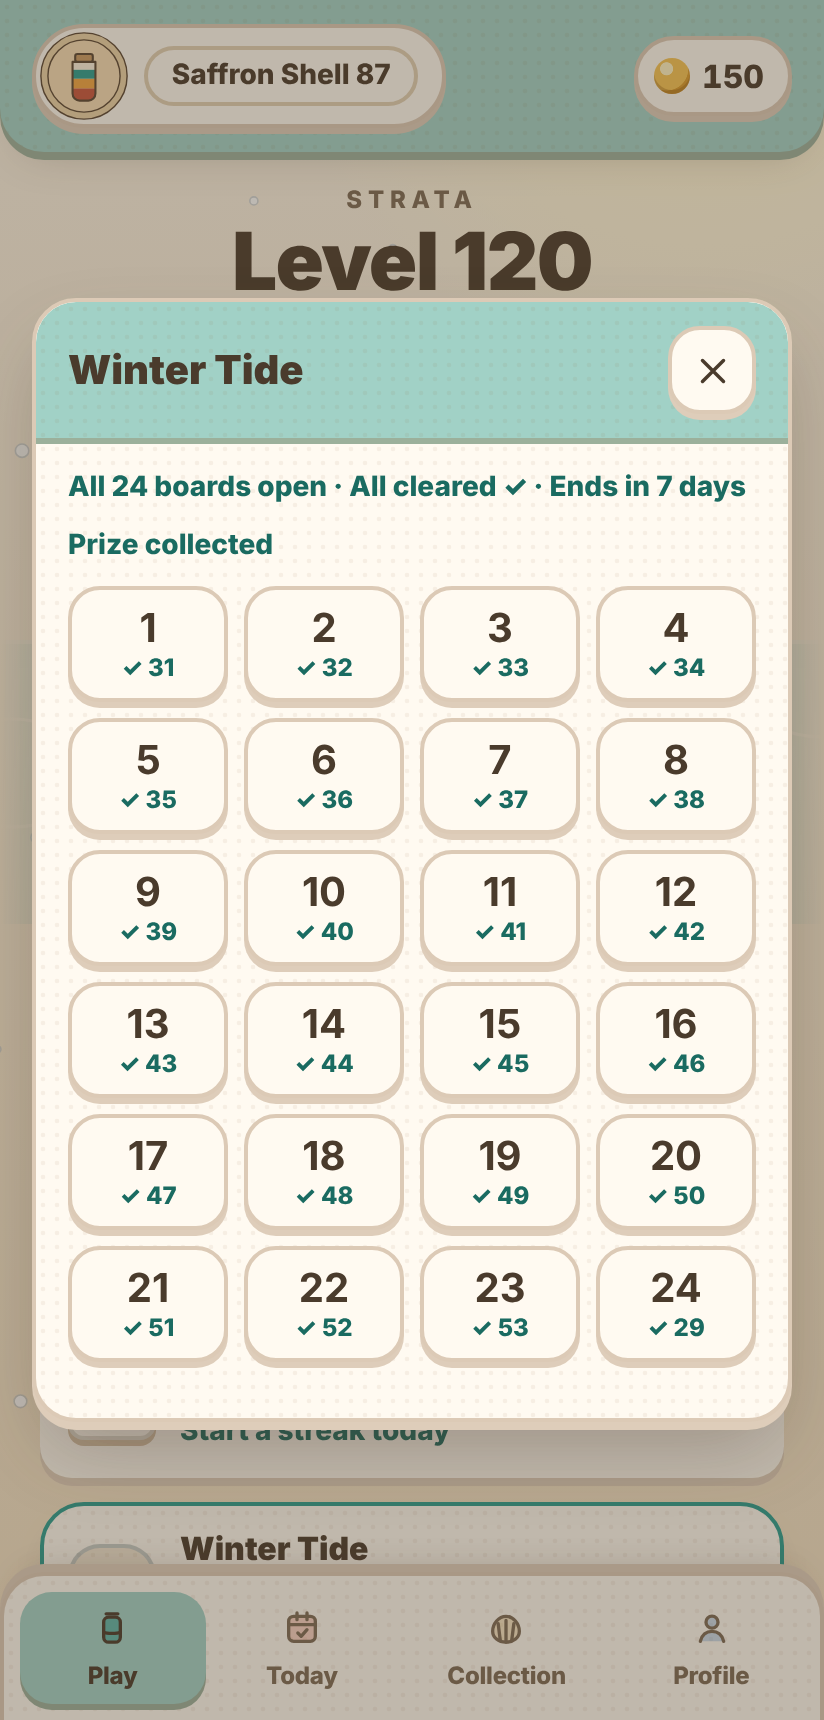 Saffron Shell 87
150
STRATA
Level 120
Winter Tide
All 24 boards open · All cleared ✓ · Ends in 7 days
Prize collected
1 2 3 4
✓ 31 ✓ 32 ✓ 33 ✓ 34
5 6 7 8
✓ 35 ✓ 36 ✓ 37 ✓ 38
9 10 11 12
✓ 39 ✓ 40 ✓ 41 ✓ 42
13 14 15 16
✓ 43 ✓ 44 ✓ 45 ✓ 46
17 18 19 20
✓ 47 ✓ 48 ✓ 49 ✓ 50
21 22 23 24
✓ 51 ✓ 52 ✓ 53 ✓ 29
Start a streak today
Winter Tide
Play Today Collection Profile